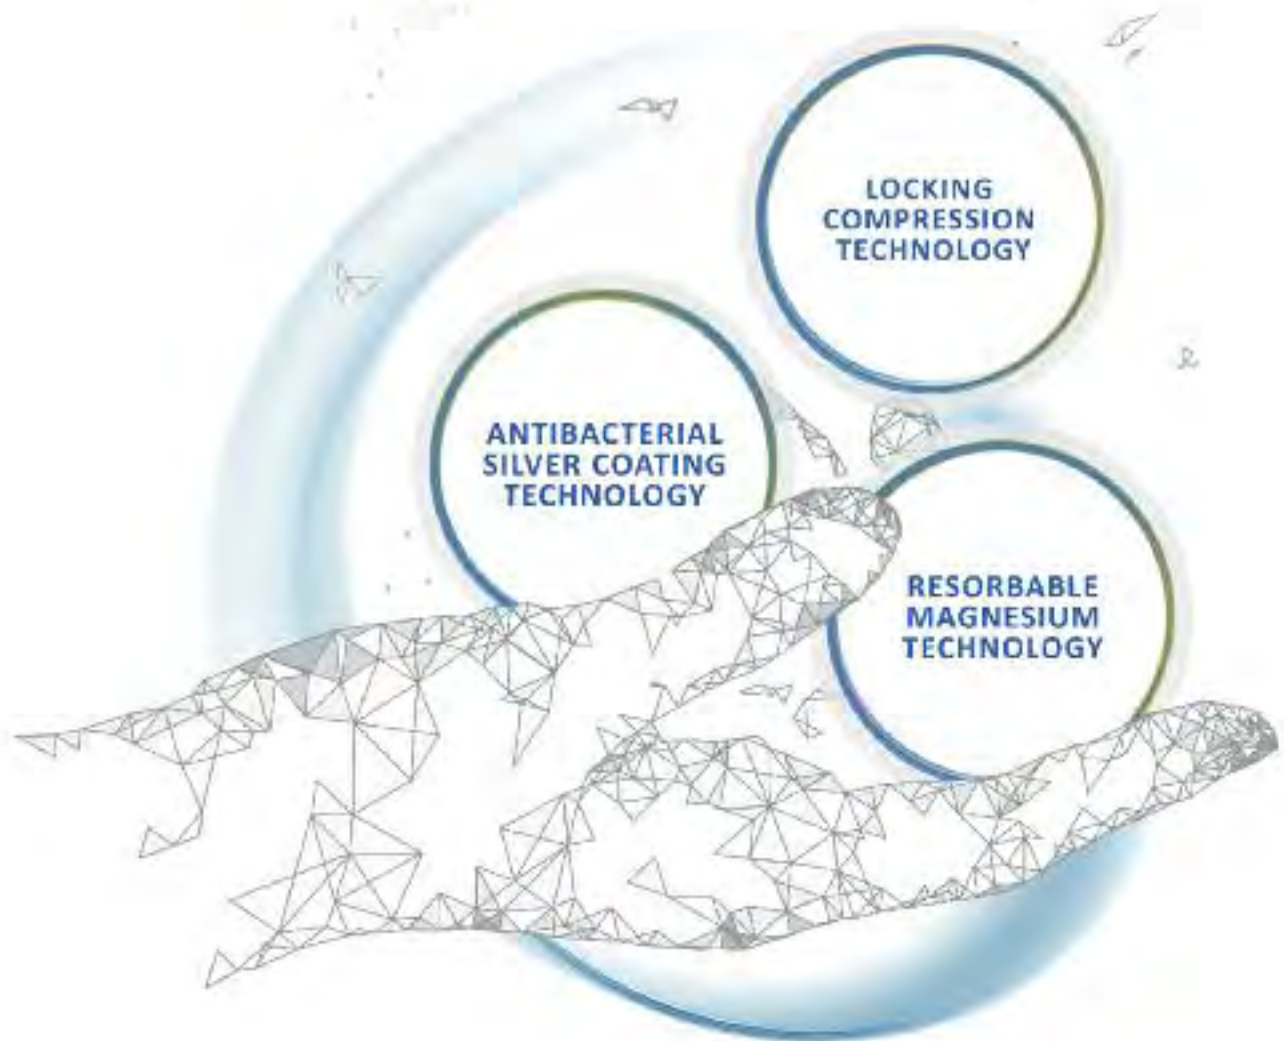 LOCKING
COMPRESSION
TECHNOLOGY
ANTIBACTERIAL
SILVER COATING
TECHNOLOGY
RESORBABLE
MAGNESIUM
TECHNOLOGY